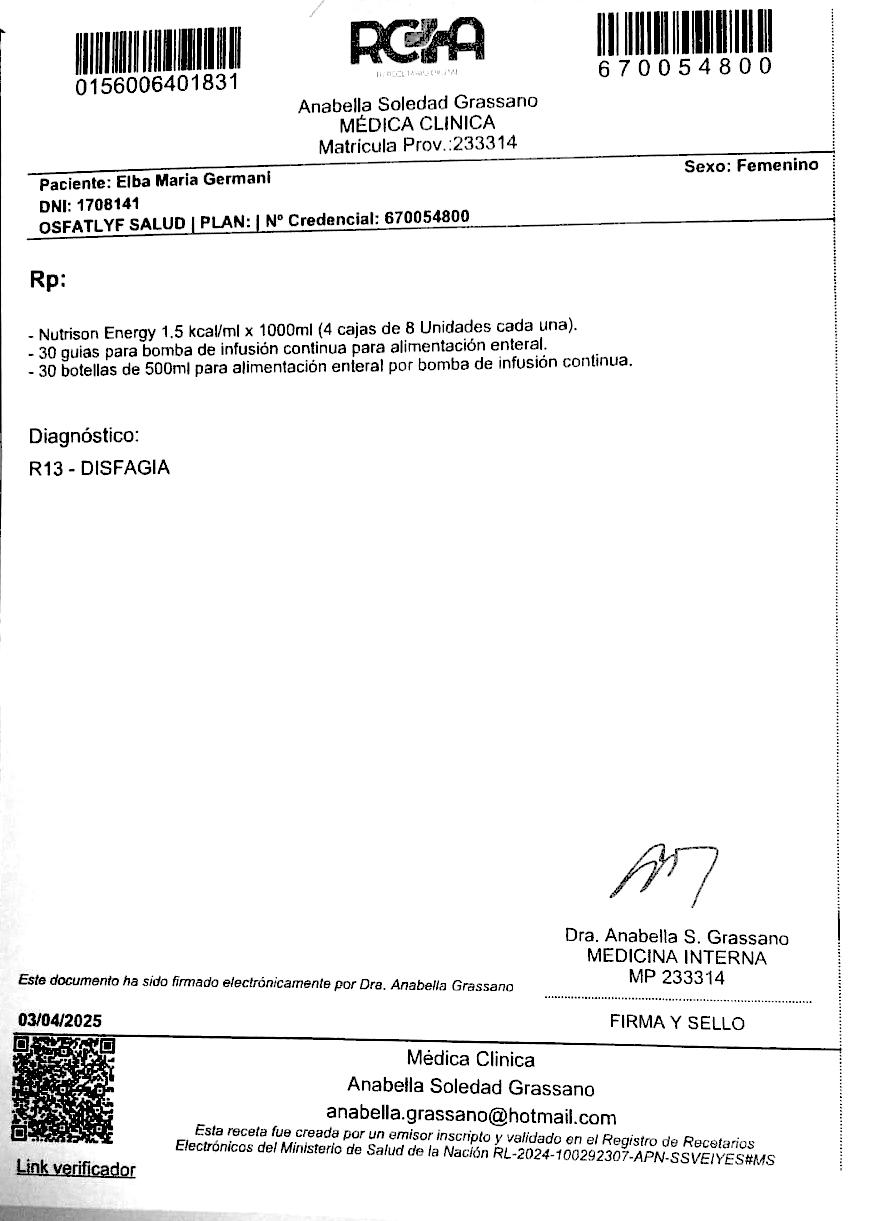 RCTA
0156006401831
670054800
Anabella Soledad Grassano
MÉDICA CLINICA
Matrícula Prov.:233314
Paciente: Elba Maria Germani
Sexo: Femenino
DNI: 1708141
OSFATLYF SALUD | PLAN: | Nº Credencial: 670054800
Rp:
- Nutrison Energy 1.5 kcal/ml x 1000ml (4 cajas de 8 Unidades cada una).
- 30 guias para bomba de infusión continua para alimentación enteral.
- 30 botellas de 500ml para alimentación enteral por bomba de infusión continua.
Diagnóstico:
R13 - DISFAGIA
Dra. Anabella S. Grassano
MEDICINA INTERNA
MP 233314
Este documento ha sido firmado electrónicamente por Dra. Anabella Grassano
FIRMA Y SELLO
03/04/2025
Médica Clinica
Anabella Soledad Grassano
anabella.grassano@hotmail.com
Esta receta fue creada por un emisor inscripto y validado en el Registro de Recetarios
Electrónicos del Ministerio de Salud de la Nación RL-2024-100292307-APN-SSVEIYES#MS
Link verificador